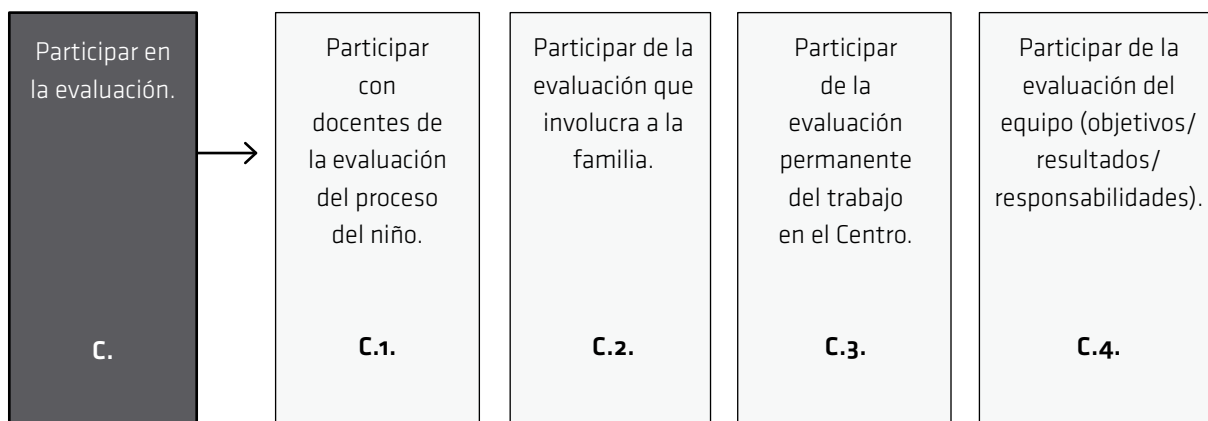 Participar en
la evaluación.
C.
Participar
con
docentes de
la evaluación
del proceso
del niño.
C.1.
Participar de la
evaluación que
involucra a la
familia.
C.2.
Participar
de la
evaluación
permanente
del trabajo
en el Centro.
C.3.
Participar de la
evaluación del
equipo (objetivos/
resultados/
responsabilidades).
C.4.